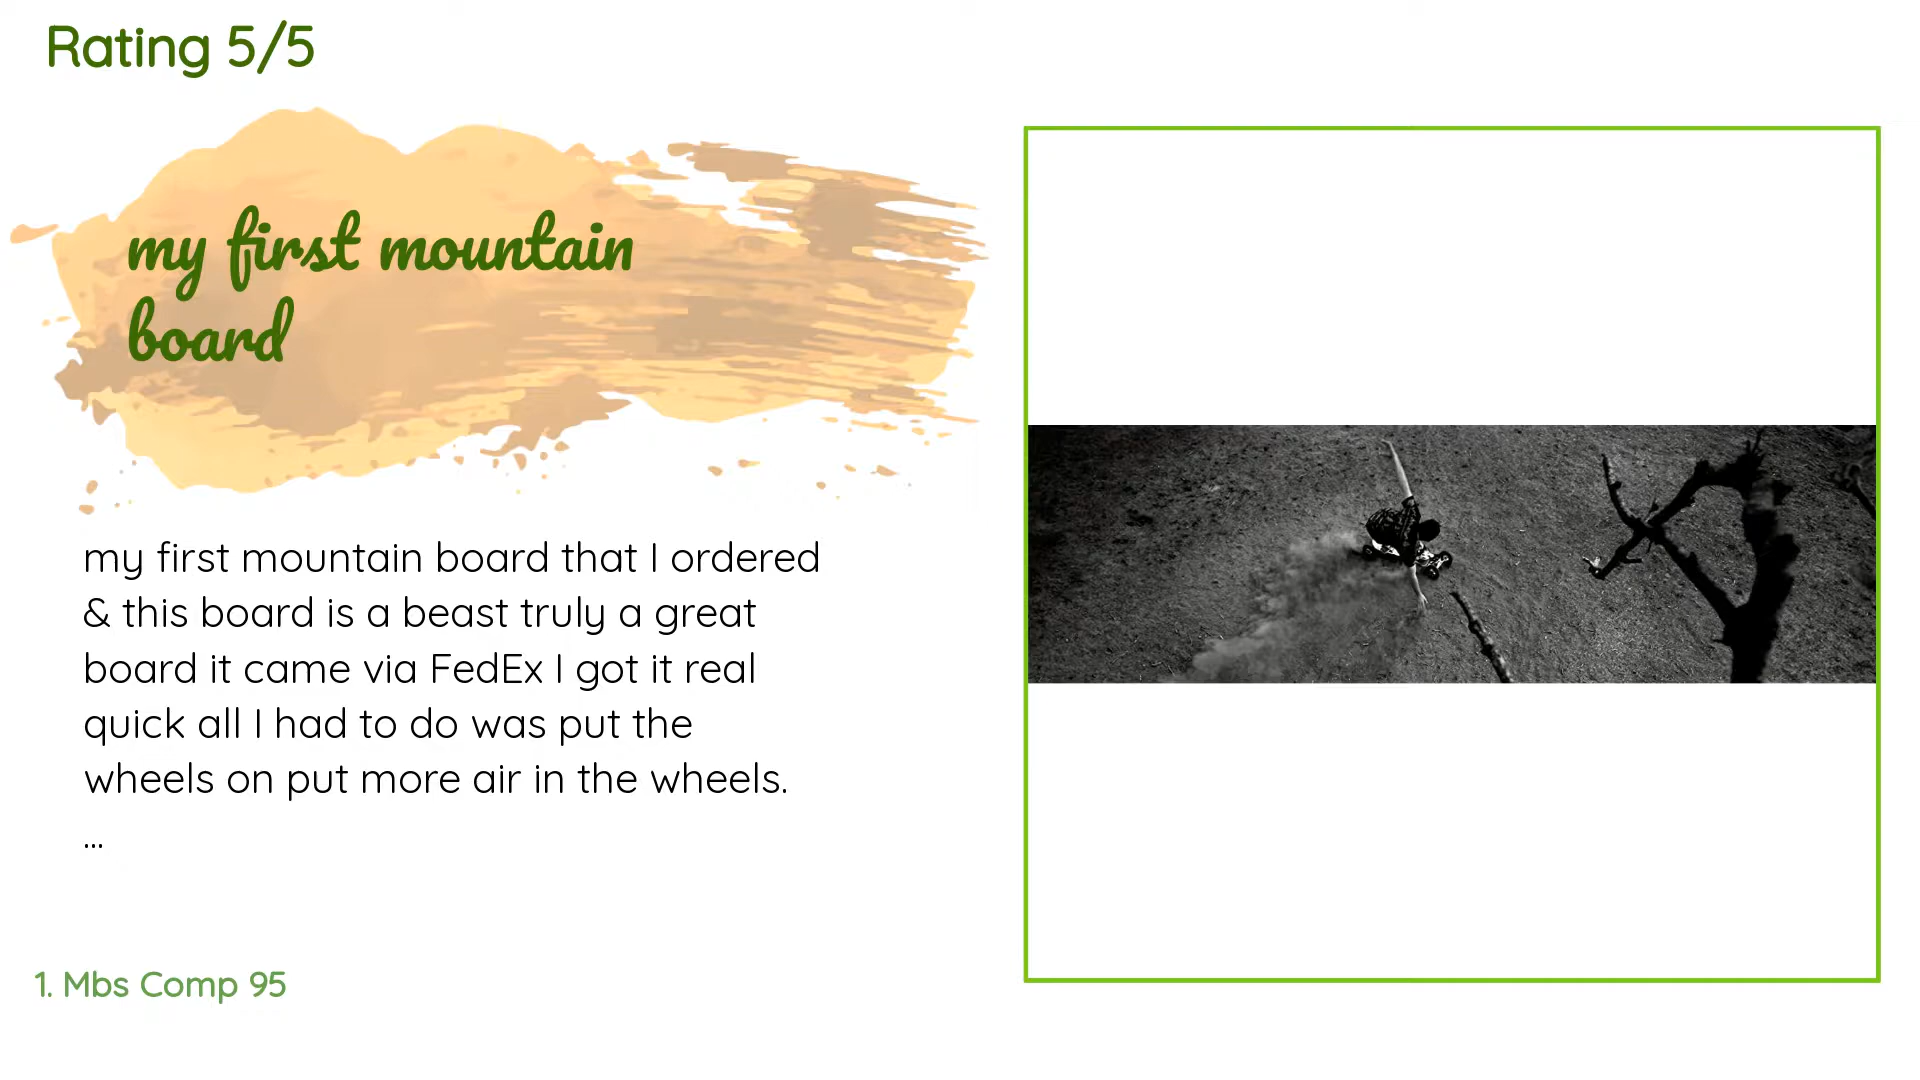 Rating 5/5
my first mountain
board
my first mountain board that I ordered
& this board is a beast truly a great
board it came via FedEx I got it real
quick all I had to do was put the
wheels on put more air in the wheels.
...
1. Mbs Comp 95